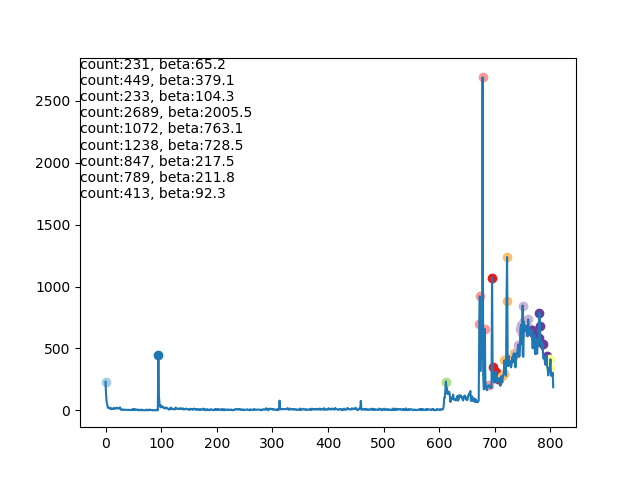 count:231, beta:65.2
count:449, beta:379.1
count:233, beta:104.3
count:2689, beta:2005.5
count:1072, beta:763.1
count:1238, beta:728.5
count:847, beta:217.5
count:789, beta:211.8
count:413, beta:92.3
2500
2000
1500
1000
500
0
0 100 200 300 400 500 600 700 800